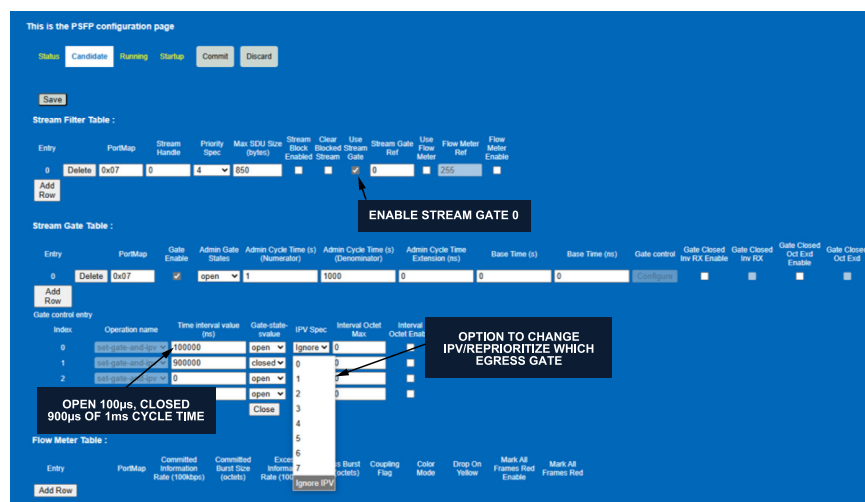 This is the PSFP configuration page
Status Candidate Running Startup Commit Discard
Save
Stream Filter Table :
Entry PortMap Stream Handle Priority Spec Max SDU Size (bytes) Stream Block Enabled Clear Blocked Stream Use Stream Gate Stream Gate Ref Use Flow Meter Flow Meter Ref Flow Meter Enable
0 Delete 0x07 0 4 850 0 255
Add Row
ENABLE STREAM GATE 0
Stream Gate Table :
Entry PortMap Gate Enable Admin Gate States Admin Cycle Time (s) (Numerator) Admin Cycle Time (s) (Denominator) Admin Cycle Time Extension (ns) Base Time (s) Base Time (ns) Gate control Gate Closed Inv RX Enable Gate Closed Inv RX Gate Closed Oct Exd Enable Gate Closed Oct Exd
0 Delete 0x07 open 1 1000 0 0 0 Configure
Add Row
Gate control entry
Index Operation name Time interval value (ns) Gate-state-svalue IPV Spec Interval Octet Max Interval Octet
0 set-gate-and-ipv 100000 open Ignore 0
1 set-gate-and-ipv 900000 closed 0
2 set-gate-and-ipv 0 open 0
open 0
Close
0
1
2
3
4
5
6
7
Ignore IPV
OPTION TO CHANGE
IPV/REPRIORITIZE WHICH
EGRESS GATE
OPEN 100µs, CLOSED
900µs OF 1ms CYCLE TIME
Flow Meter Table :
Entry PortMap Committed Information Rate (100kbps) Committed Burst Size (octets) Burst (octets) Coupling Flag Color Mode Drop On Yellow Mark All Frames Red Enable Mark All Frames Red
Add Row